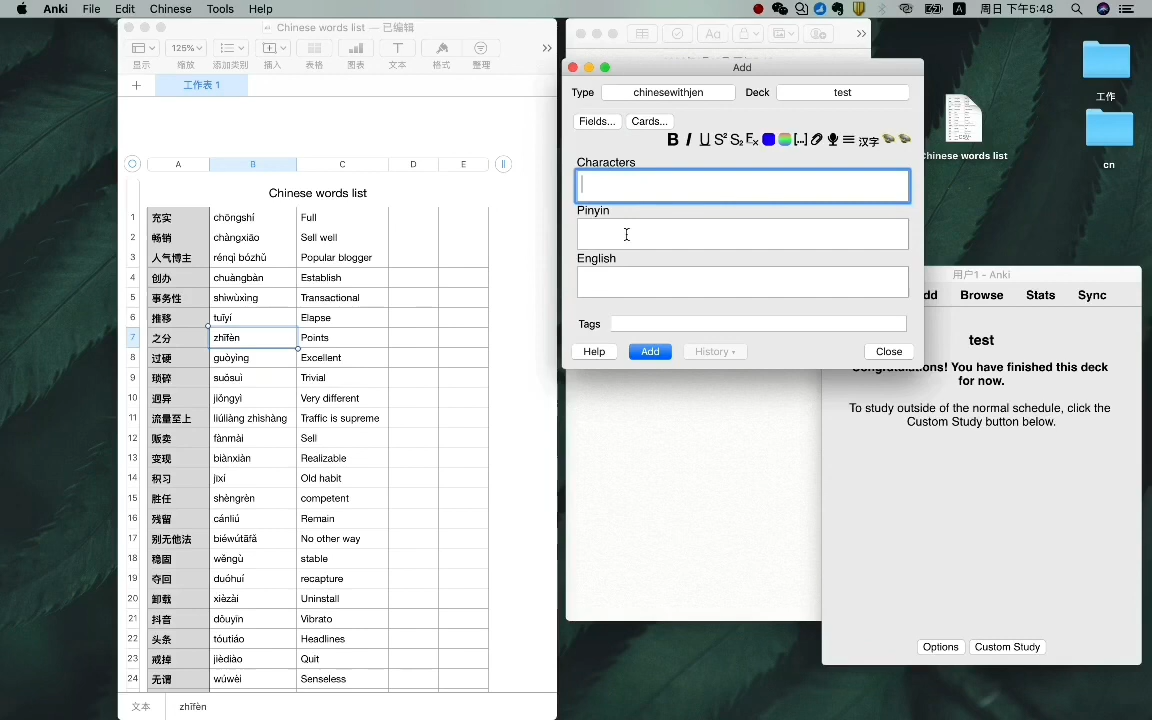 Anki File Edit Chinese Tools Help
A 周日 下午5:48
Chinese words list — 已编辑
125%
显示 缩放 添加类别 插入 表格 图表 文本 格式 整理
工作表 1
A B C D E
Chinese words list
1 充实 chōngshí Full
2 畅销 chàngxiāo Sell well
3 人气博主 rénqì bózhǔ Popular blogger
4 创办 chuàngbàn Establish
5 事务性 shìwùxìng Transactional
6 推移 tuīyí Elapse
7 之分 zhīfēn Points
8 过硬 guòyìng Excellent
9 琐碎 suǒsuì Trivial
10 迥异 jiǒngyì Very different
11 流量至上 liúliàng zhìshàng Traffic is supreme
12 贩卖 fànmài Sell
13 变现 biànxiàn Realizable
14 积习 jīxí Old habit
15 胜任 shèngrèn competent
16 残留 cánliú Remain
17 别无他法 biéwútāfǎ No other way
18 稳固 wěngù stable
19 夺回 duóhuí recapture
20 卸载 xièzài Uninstall
21 抖音 dǒuyīn Vibrato
22 头条 tóutiáo Headlines
23 戒掉 jièdiào Quit
24 无谓 wúwèi Senseless
文本 zhīfēn
Add
Type chinesewithjen Deck test
Fields... Cards...
B I U S² S₂ Ex [...] 汉字
Characters
Pinyin
English
Tags
Help Add History Close
用户1 - Anki
dd Browse Stats Sync
test
Congratulations! You have finished this deck
for now.
To study outside of the normal schedule, click the
Custom Study button below.
Options Custom Study
工作
Chinese words list
cn